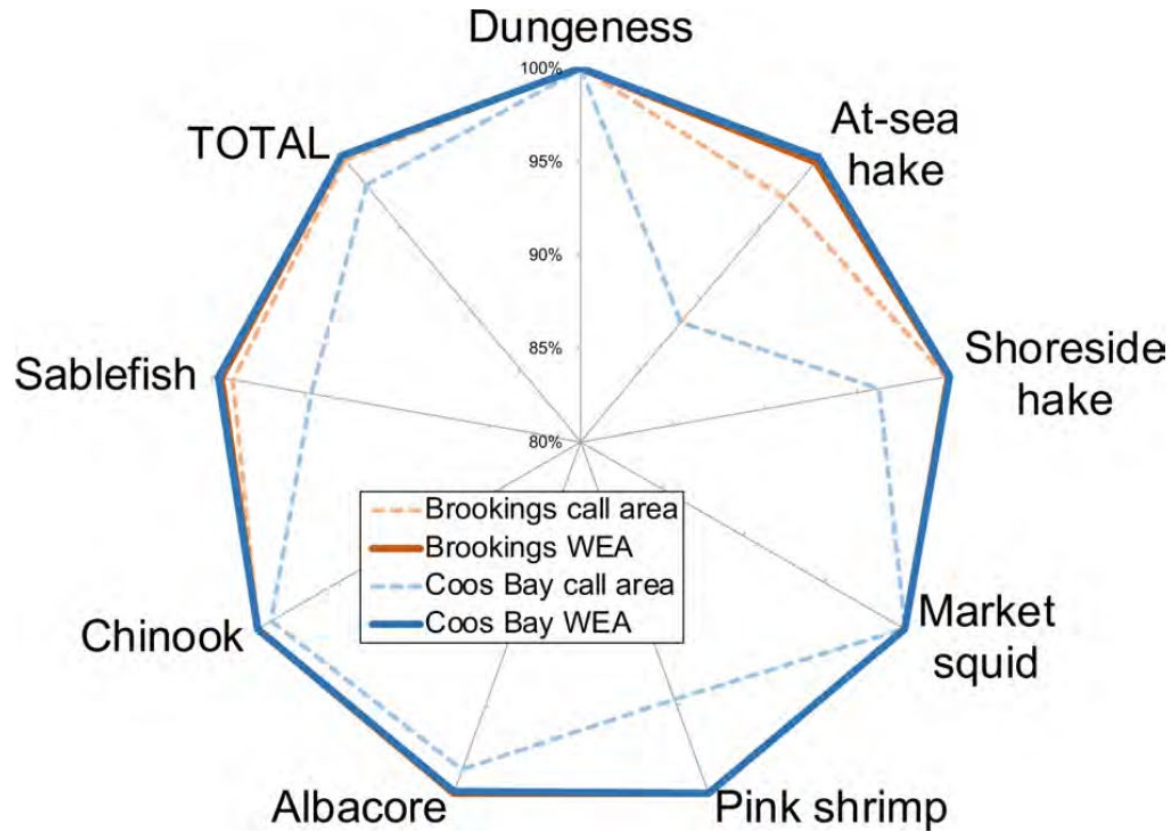 Dungeness
100%
At-sea
hake
TOTAL
95%
90%
Shoreside
hake
Sablefish
85%
80%
Brookings call area
Brookings WEA
Coos Bay call area
Coos Bay WEA
Chinook
Market
squid
Albacore
Pink shrimp